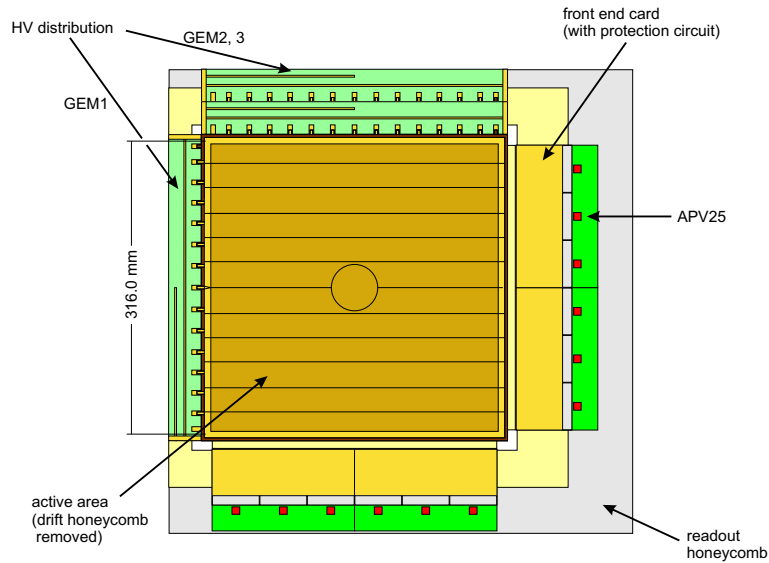 HV distribution
GEM2, 3
front end card
(with protection circuit)
GEM1
APV25
316.0 mm
active area
(drift honeycomb
removed)
readout
honeycomb